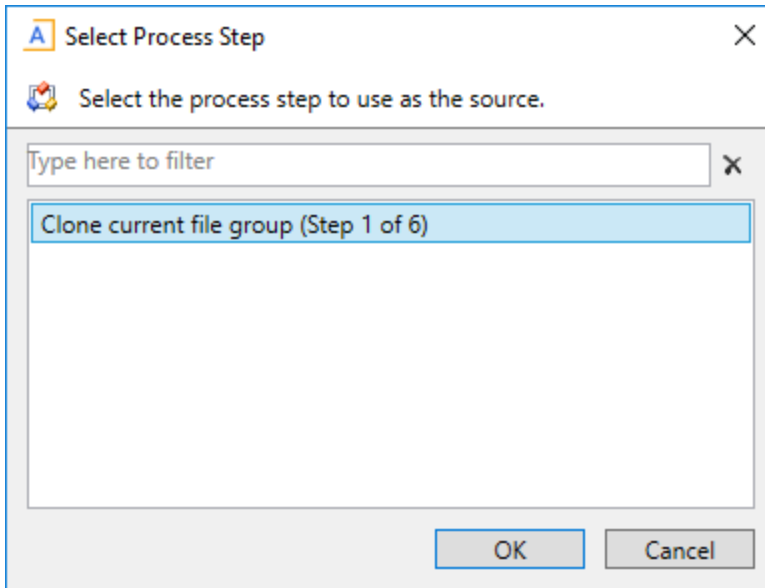 A Select Process Step
Select the process step to use as the source.
Type here to filter
Clone current file group (Step 1 of 6)
OK Cancel